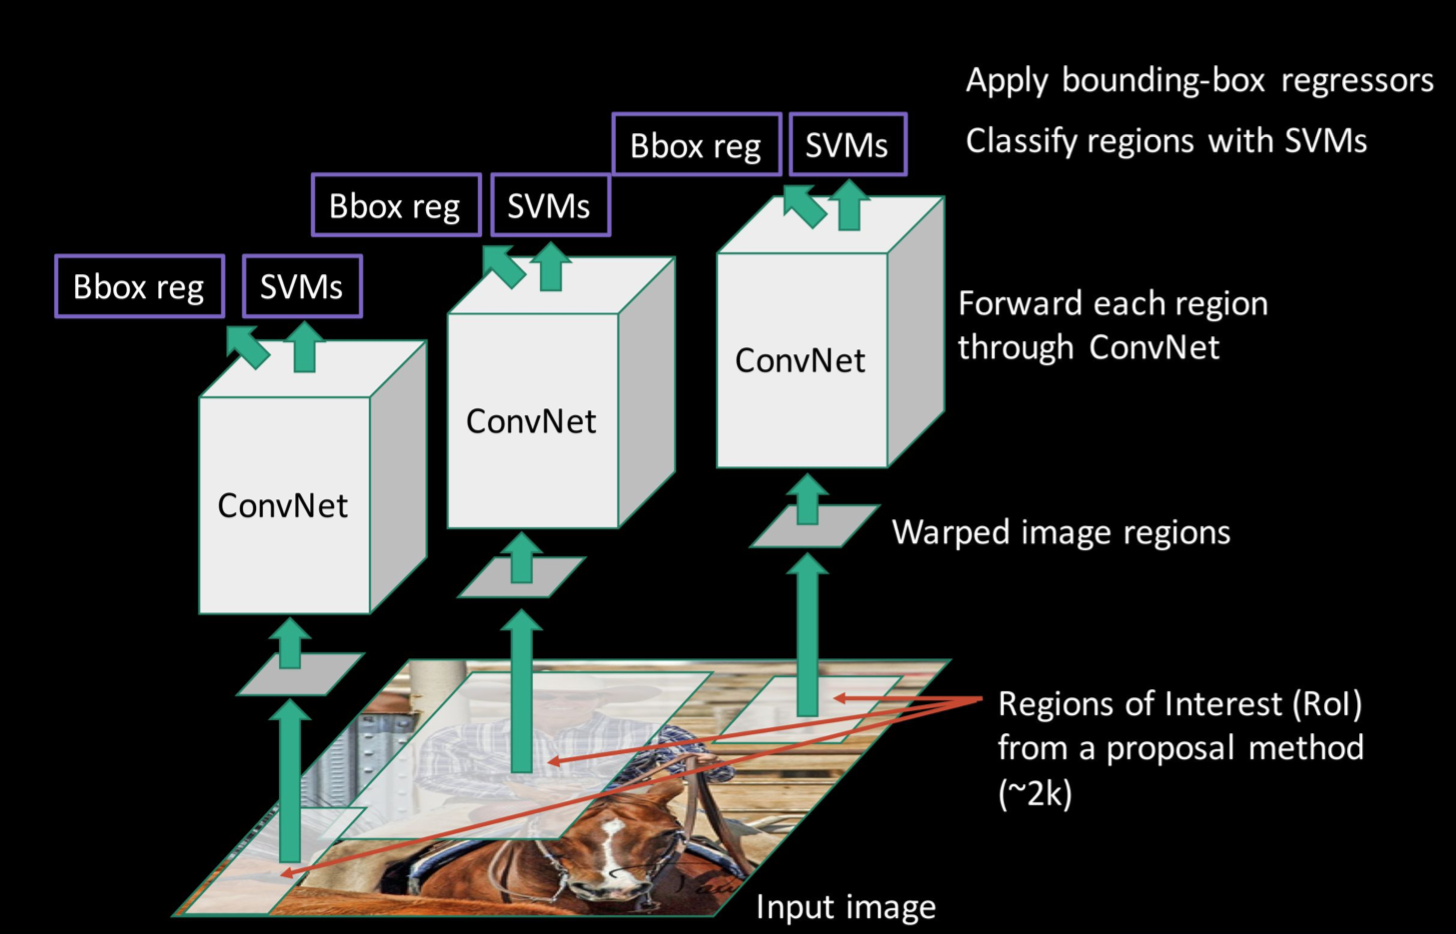 Apply bounding-box regressors
Bbox reg
SVMs
Classify regions with SVMs
Bbox reg
SVMs
Bbox reg
SVMs
Forward each region
through ConvNet
ConvNet
ConvNet
ConvNet
Warped image regions
Regions of Interest (RoI)
from a proposal method
(~2k)
Input image